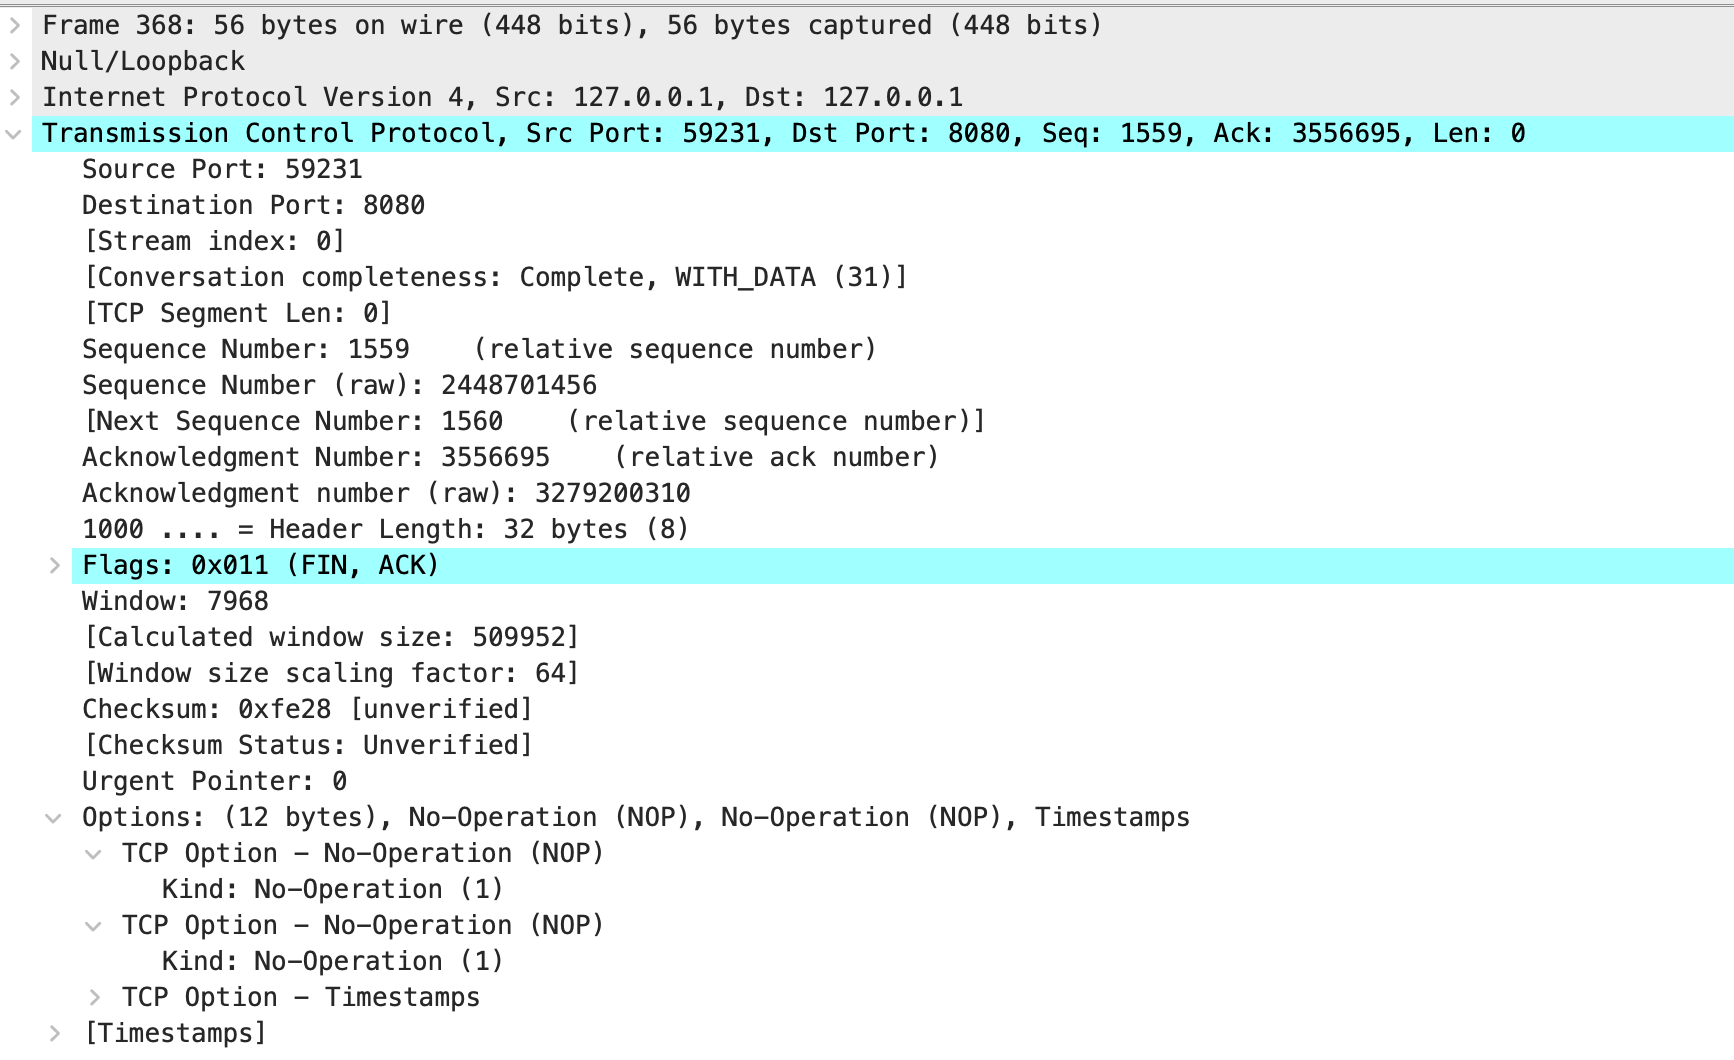 Frame 368: 56 bytes on wire (448 bits), 56 bytes captured (448 bits)
Null/Loopback
Internet Protocol Version 4, Src: 127.0.0.1, Dst: 127.0.0.1
Transmission Control Protocol, Src Port: 59231, Dst Port: 8080, Seq: 1559, Ack: 3556695, Len: 0
Source Port: 59231
Destination Port: 8080
[Stream index: 0]
[Conversation completeness: Complete, WITH_DATA (31)]
[TCP Segment Len: 0]
Sequence Number: 1559    (relative sequence number)
Sequence Number (raw): 2448701456
[Next Sequence Number: 1560    (relative sequence number)]
Acknowledgment Number: 3556695    (relative ack number)
Acknowledgment number (raw): 3279200310
1000 .... = Header Length: 32 bytes (8)
Flags: 0x011 (FIN, ACK)
Window: 7968
[Calculated window size: 509952]
[Window size scaling factor: 64]
Checksum: 0xfe28 [unverified]
[Checksum Status: Unverified]
Urgent Pointer: 0
Options: (12 bytes), No-Operation (NOP), No-Operation (NOP), Timestamps
TCP Option - No-Operation (NOP)
Kind: No-Operation (1)
TCP Option - No-Operation (NOP)
Kind: No-Operation (1)
TCP Option - Timestamps
[Timestamps]